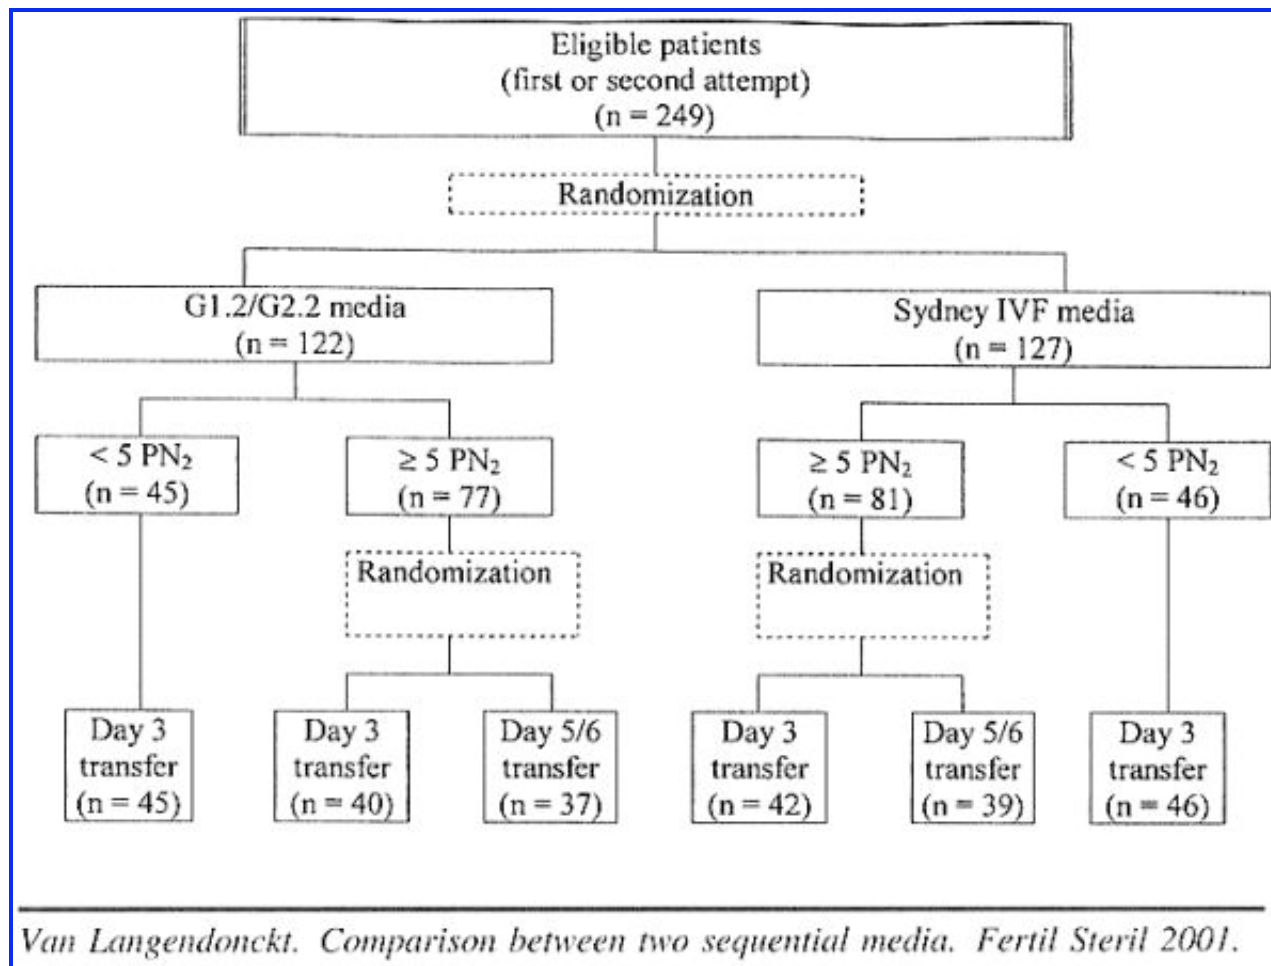 Eligible patients
(first or second attempt)
(n = 249)
Randomization
G1.2/G2.2 media
(n = 122)
Sydney IVF media
(n = 127)
< 5 PN₂
(n = 45)
≥ 5 PN₂
(n = 77)
≥ 5 PN₂
(n = 81)
< 5 PN₂
(n = 46)
Randomization
Randomization
Day 3
transfer
(n = 45)
Day 3
transfer
(n = 40)
Day 5/6
transfer
(n = 37)
Day 3
transfer
(n = 42)
Day 5/6
transfer
(n = 39)
Day 3
transfer
(n = 46)
Van Langendonckt. Comparison between two sequential media. Fertil Steril 2001.